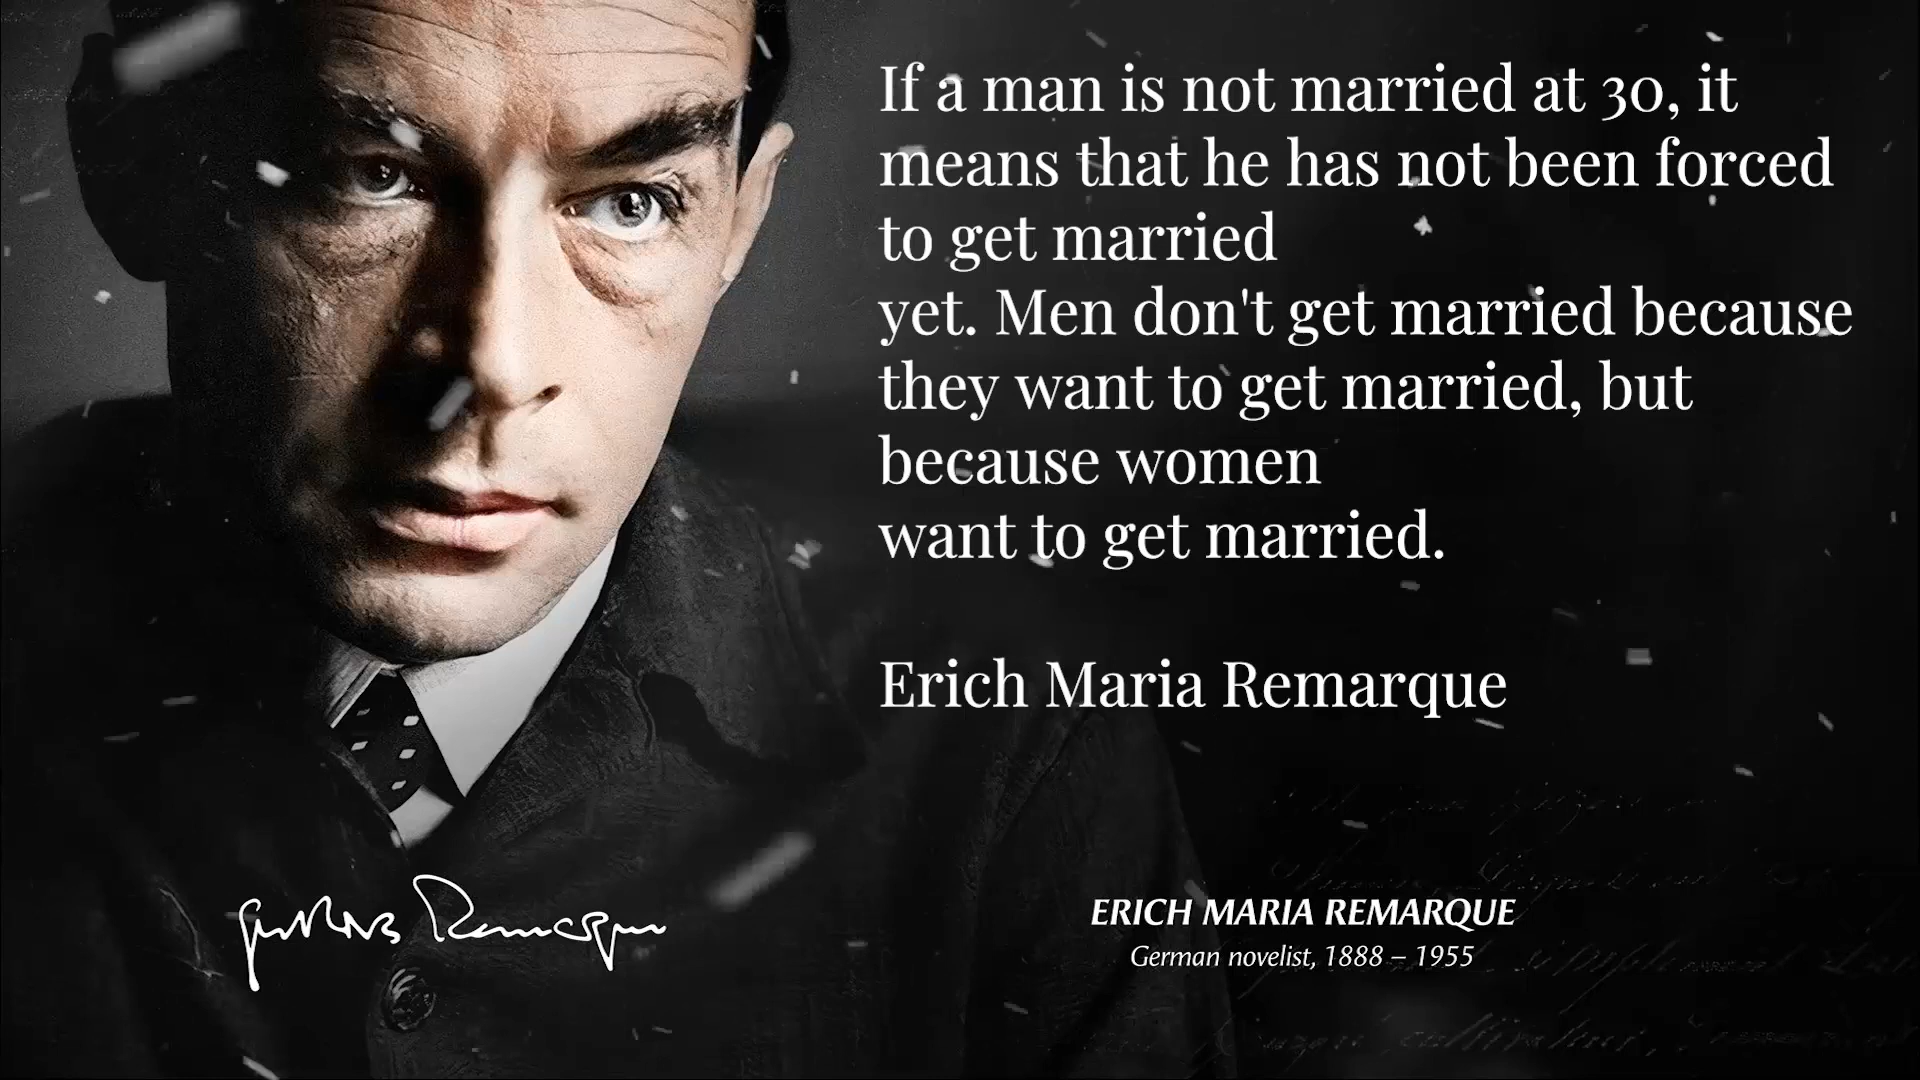 If a man is not married at 30, it
means that he has not been forced
to get married
yet. Men don't get married because
they want to get married, but
because women
want to get married.
Erich Maria Remarque
Remarque
ERICH MARIA REMARQUE
German novelist, 1888 – 1955